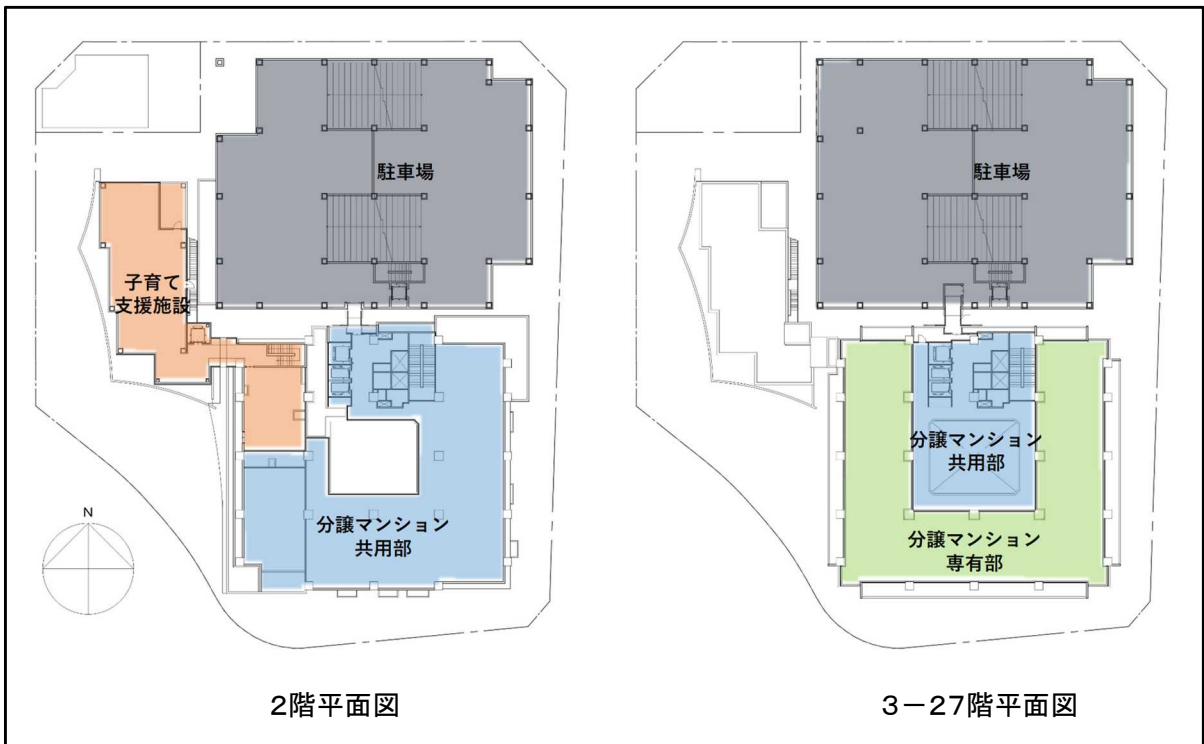 駐車場
子育て
支援施設
分譲マンション
共用部
N
2階平面図
駐車場
分譲マンション
共用部
分譲マンション
専有部
3－27階平面図